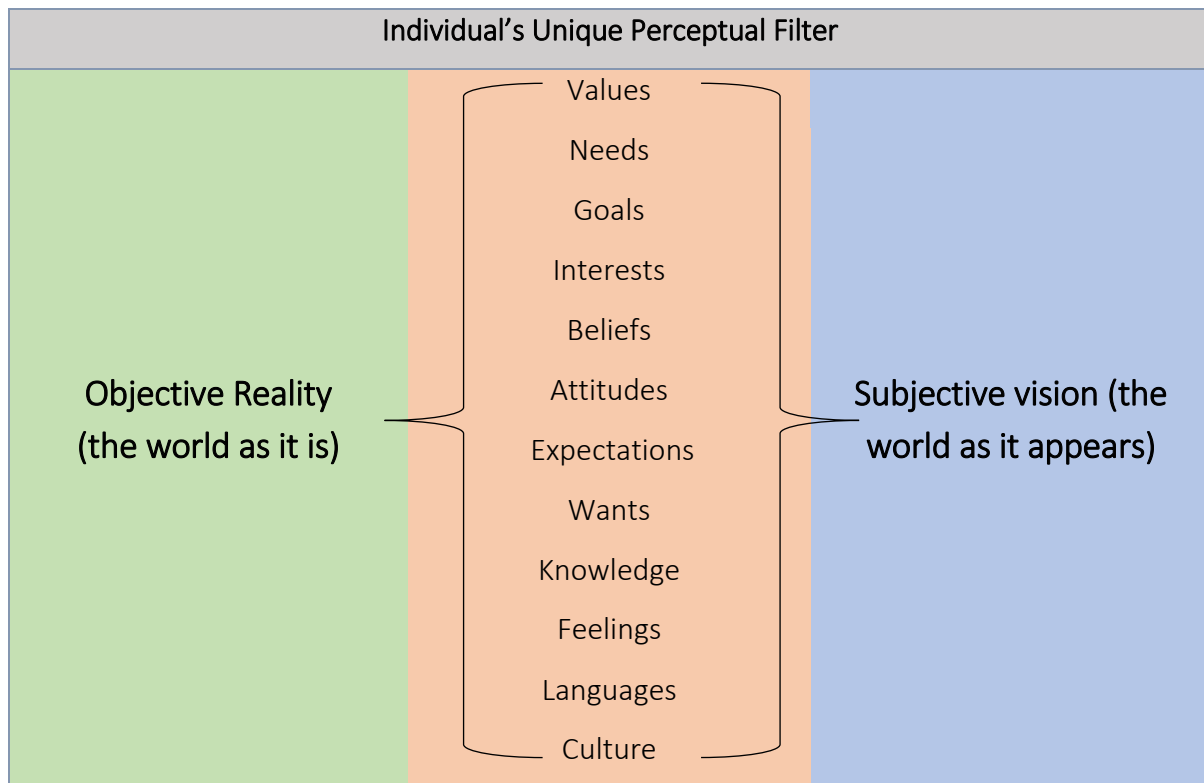 Individual’s Unique Perceptual Filter
Objective Reality
(the world as it is)
Values
Needs
Goals
Interests
Beliefs
Attitudes
Expectations
Wants
Knowledge
Feelings
Languages
Culture
Subjective vision (the
world as it appears)